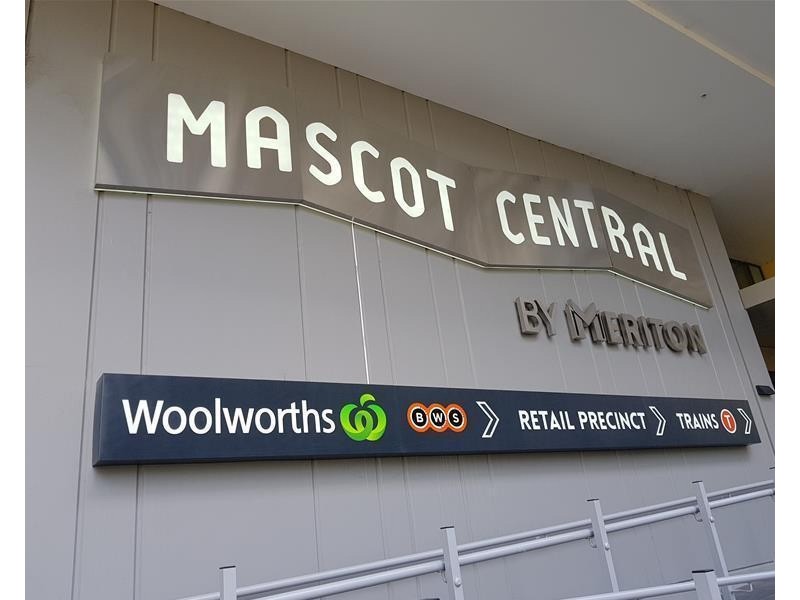 MASCOT CENTRAL
BY MERITON
Woolworths BWS RETAIL PRECINCT TRAINS T